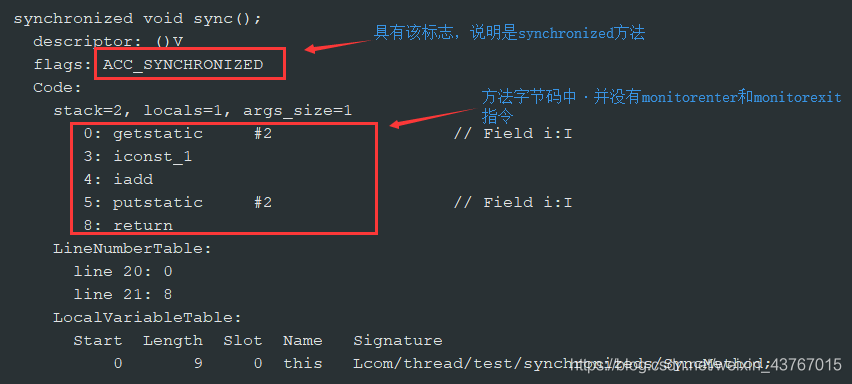 synchronized void sync();
descriptor: ()V
具有该标志，说明是synchronized方法
flags: ACC_SYNCHRONIZED
Code:
stack=2, locals=1, args_size=1
方法字节码中·并没有monitorenter和monitorexit
指令
0: getstatic #2 // Field i:I
3: iconst_1
4: iadd
5: putstatic #2 // Field i:I
8: return
LineNumberTable:
line 20: 0
line 21: 8
LocalVariableTable:
Start Length Slot Name Signature
0 9 0 this Lcom/thread/test/synchronizeds/SyncMethod;
https://blog.csdn.net/weixin_43767015